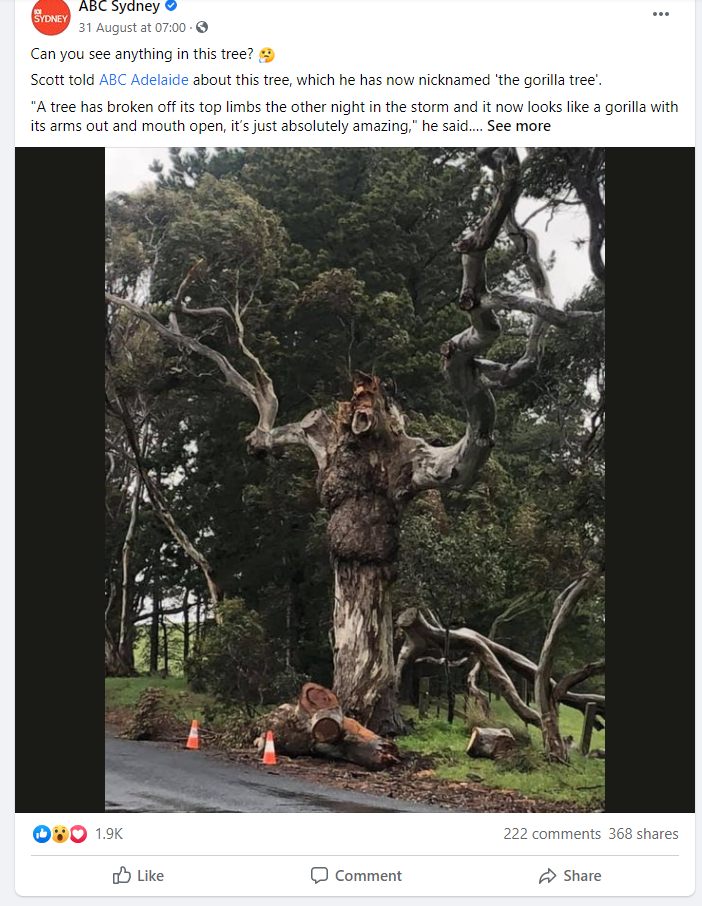 SYDNEY
ABC Sydney
31 August at 07:00 ·
Can you see anything in this tree?
Scott told ABC Adelaide about this tree, which he has now nicknamed 'the gorilla tree'.
"A tree has broken off its top limbs the other night in the storm and it now looks like a gorilla with
its arms out and mouth open, it's just absolutely amazing," he said.... See more
1.9K
222 comments 368 shares
Like
Comment
Share